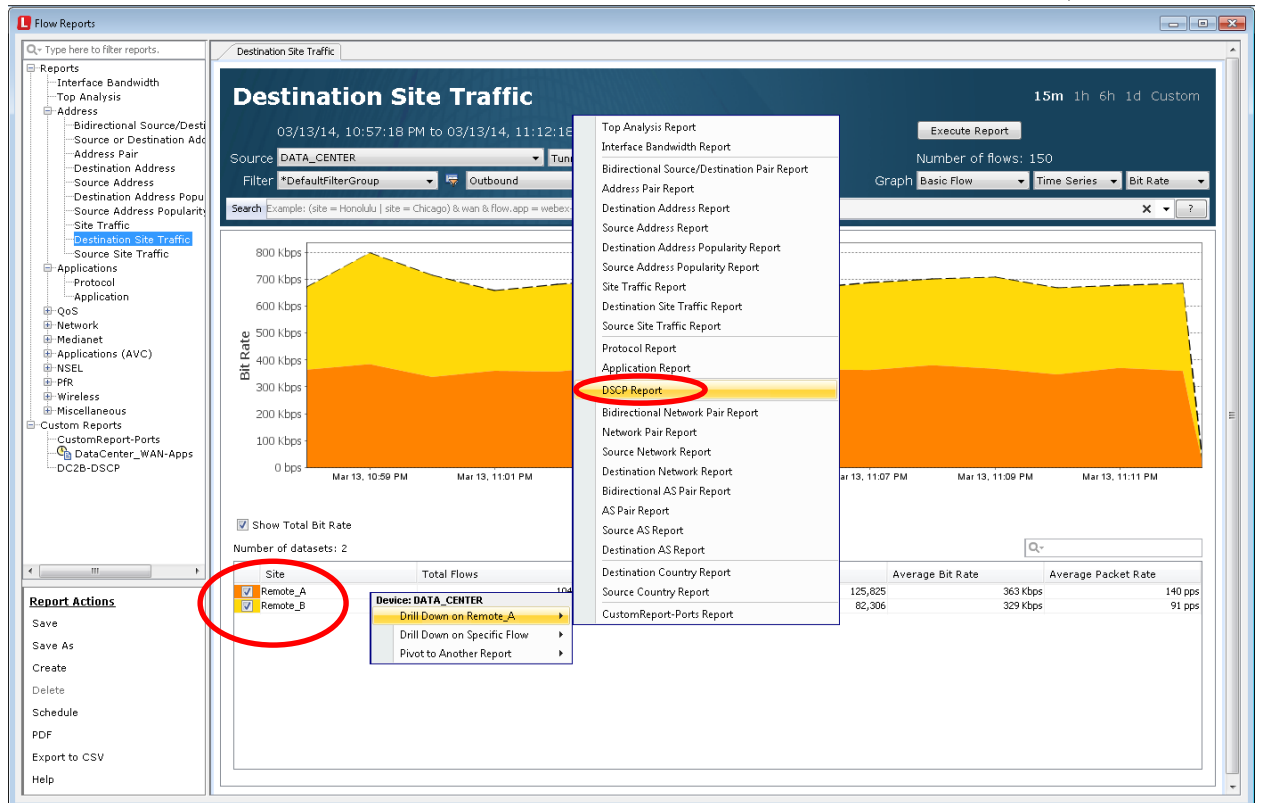 Flow Reports
Type here to filter reports.
Reports
Interface Bandwidth
Top Analysis
Address
Bidirectional Source/Desti
Source or Destination Adc
Address Pair
Destination Address
Source Address
Destination Address Popu
Source Address Popularity
Site Traffic
Destination Site Traffic
Source Site Traffic
Applications
Protocol
Application
QoS
Network
Medianet
Applications (AVC)
NSEL
PfR
Wireless
Miscellaneous
Custom Reports
CustomReport-Ports
DataCenter_WAN-Apps
DC2B-DSCP
Report Actions
Save
Save As
Create
Delete
Schedule
PDF
Export to CSV
Help
Destination Site Traffic
Destination Site Traffic
15m 1h 6h 1d Custom
03/13/14, 10:57:18 PM to 03/13/14, 11:12:18
Execute Report
Source DATA_CENTER Tun
Number of flows: 150
Filter *DefaultFilterGroup Outbound
Graph Basic Flow Time Series Bit Rate
Search Example: (site = Honolulu | site = Chicago) & wan & flow.app = webex- X ?
Bit Rate
800 Kbps
700 Kbps
600 Kbps
500 Kbps
400 Kbps
300 Kbps
200 Kbps
100 Kbps
0 bps
Mar 13, 10:59 PM Mar 13, 11:01 PM ar 13, 11:07 PM Mar 13, 11:09 PM Mar 13, 11:11 PM
Show Total Bit Rate
Number of datasets: 2
Site Total Flows Average Bit Rate Average Packet Rate
Remote_A 104 125,825 363 Kbps 140 pps
Remote_B 82,306 329 Kbps 91 pps
Device: DATA_CENTER
Drill Down on Remote_A
Drill Down on Specific Flow
Pivot to Another Report
Top Analysis Report
Interface Bandwidth Report
Bidirectional Source/Destination Pair Report
Address Pair Report
Destination Address Report
Source Address Report
Destination Address Popularity Report
Source Address Popularity Report
Site Traffic Report
Destination Site Traffic Report
Source Site Traffic Report
Protocol Report
Application Report
DSCP Report
Bidirectional Network Pair Report
Network Pair Report
Source Network Report
Destination Network Report
Bidirectional AS Pair Report
AS Pair Report
Source AS Report
Destination AS Report
Destination Country Report
Source Country Report
CustomReport-Ports Report